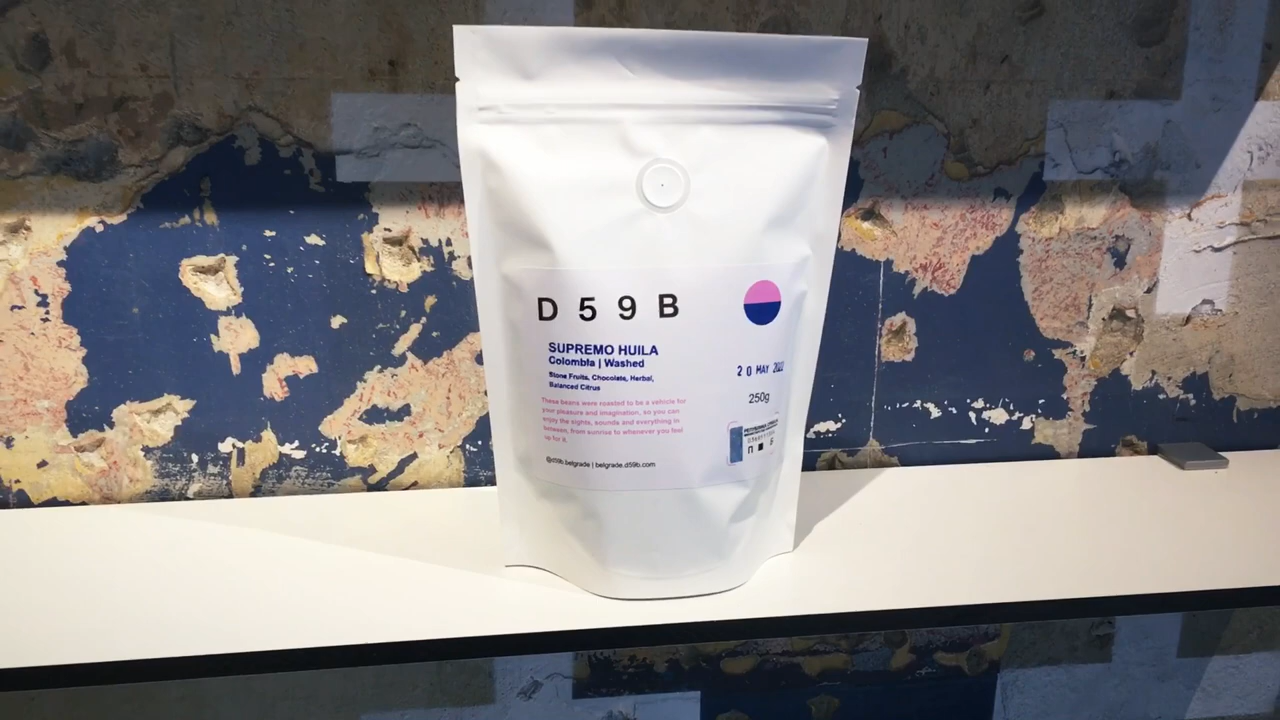 D 5 9 B
SUPREMO HUILA
Colombia | Washed
Stone Fruits, Chocolate, Herbal,
Balanced Citrus
These beans were roasted to be a vehicle for
your pleasure and imagination, so you can
enjoy the sights, sounds and everything in
between, from sunrise to whenever you feel
up for it.
@d59b.belgrade | belgrade.d59b.com
2 0 MAY
250g